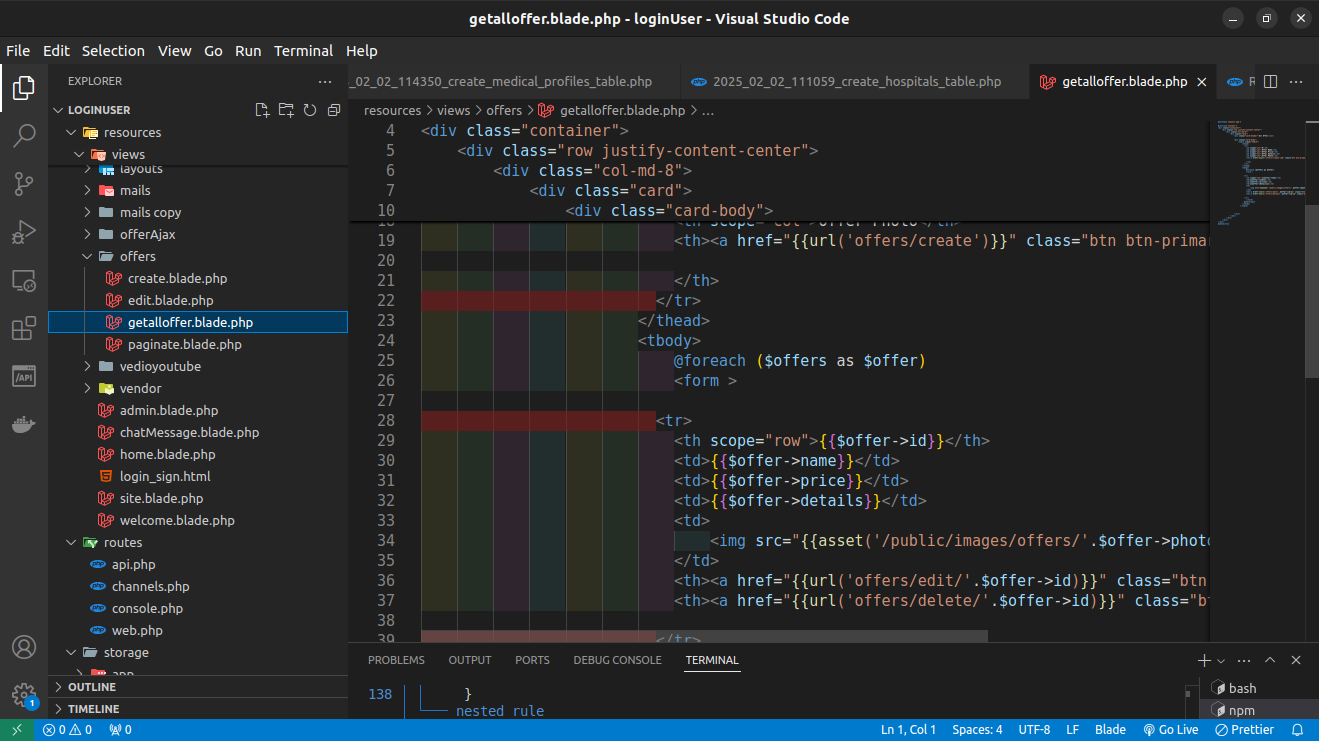 getalloffer.blade.php - loginUser - Visual Studio Code
File Edit Selection View Go Run Terminal Help
EXPLORER
LOGINUSER
resources
views
layouts
mails
mails copy
offerAjax
offers
create.blade.php
edit.blade.php
getalloffer.blade.php
paginate.blade.php
vedioyoutube
vendor
admin.blade.php
chatMessage.blade.php
home.blade.php
login_sign.html
site.blade.php
welcome.blade.php
routes
api.php
channels.php
console.php
web.php
storage
app
OUTLINE
TIMELINE
_02_02_114350_create_medical_profiles_table.php 2025_02_02_111059_create_hospitals_table.php getalloffer.blade.php
resources > views > offers > getalloffer.blade.php > ...
4 <div class="container">
5 <div class="row justify-content-center">
6 <div class="col-md-8">
7 <div class="card">
10 <div class="card-body">
18 <th scope="col">Offer Photo</th>
19 <th><a href="{{url('offers/create')}}" class="btn btn-primar
20
21 </th>
22 </tr>
23 </thead>
24 <tbody>
25 @foreach ($offers as $offer)
26 <form >
27
28 <tr>
29 <th scope="row">{{$offer->id}}</th>
30 <td>{{$offer->name}}</td>
31 <td>{{$offer->price}}</td>
32 <td>{{$offer->details}}</td>
33 <td>
34 <img src="{{asset('/public/images/offers/'.$offer->photo
35 </td>
36 <th><a href="{{url('offers/edit/'.$offer->id)}}" class="btn
37 <th><a href="{{url('offers/delete/'.$offer->id)}}" class="bt
38
39 </tr>
PROBLEMS OUTPUT PORTS DEBUG CONSOLE TERMINAL
138 }
nested rule
bash
npm
1
0 0 0 Ln 1, Col 1 Spaces: 4 UTF-8 LF Blade Go Live Prettier